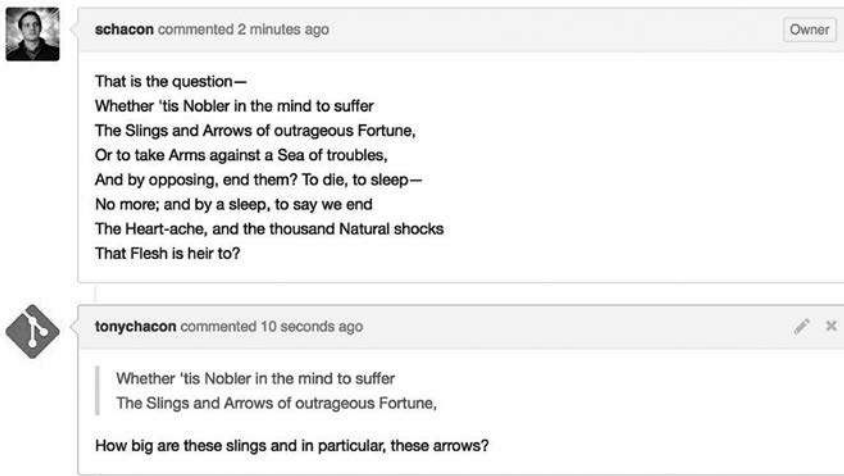 schacon commented 2 minutes ago
Owner
That is the question—
Whether 'tis Nobler in the mind to suffer
The Slings and Arrows of outrageous Fortune,
Or to take Arms against a Sea of troubles,
And by opposing, end them? To die, to sleep—
No more; and by a sleep, to say we end
The Heart-ache, and the thousand Natural shocks
That Flesh is heir to?
tonychacon commented 10 seconds ago
Whether 'tis Nobler in the mind to suffer
The Slings and Arrows of outrageous Fortune,
How big are these slings and in particular, these arrows?